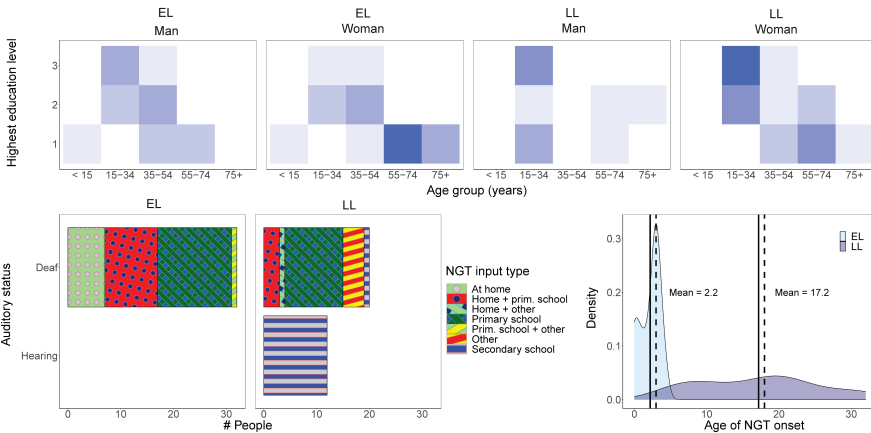 EL EL LL LL
Man Woman Man Woman
Highest education level
3
2
1
< 15 15−34 35−54 55−74 75+ < 15 15−34 35−54 55−74 75+ < 15 15−34 35−54 55−74 75+ < 15 15−34 35−54 55−74 75+
Age group (years)
EL LL
Auditory status
Deaf
Hearing
0 10 20 30 0 10 20 30
# People
NGT input type
At home
Home + prim. school
Home + other
Primary school
Prim. school + other
Other
Secondary school
Density
0.3
0.2
0.1
0.0
EL
LL
Mean = 2.2 Mean = 17.2
0 10 20 30
Age of NGT onset